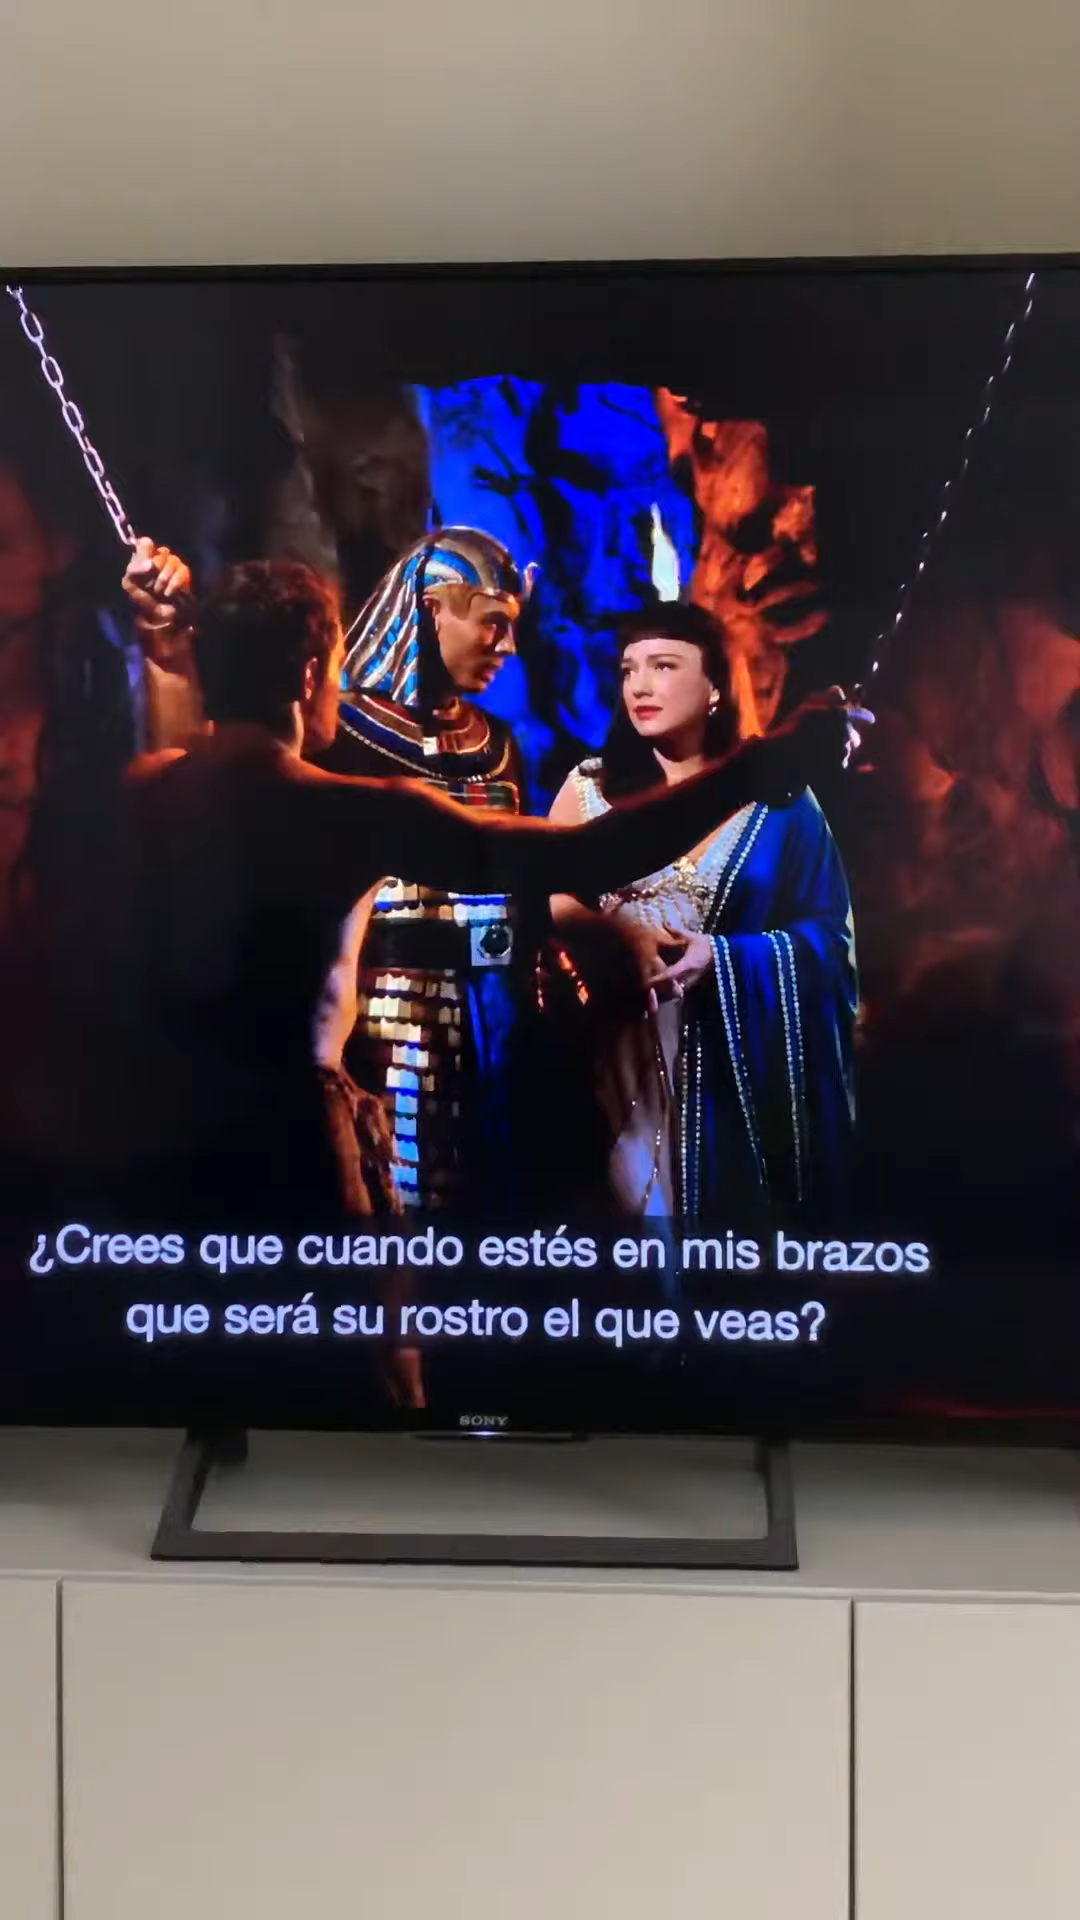 ¿Crees que cuando estés en mis brazos
que será su rostro el que veas?
SONY